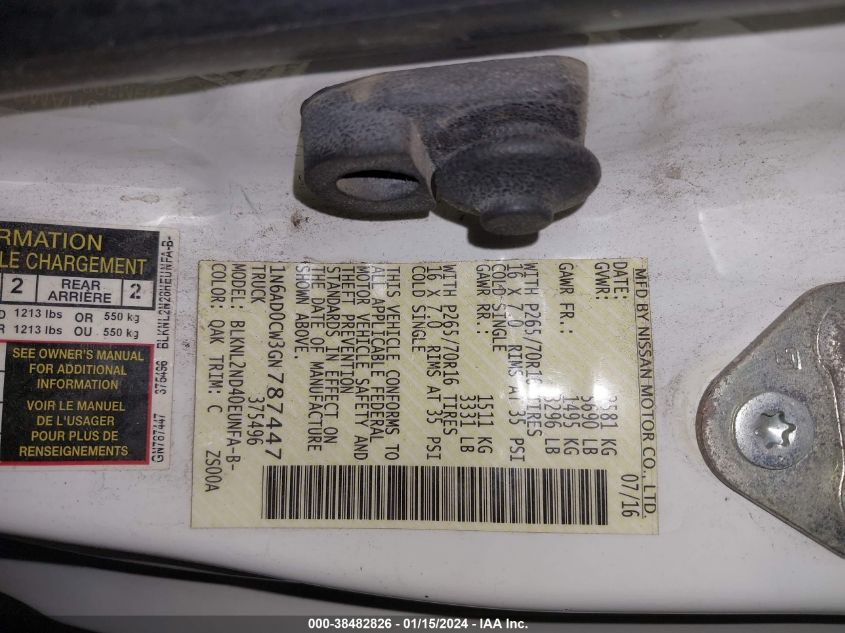 RMATION
LE CHARGEMENT
2 REAR ARRIÈRE 2
1213 lbs OR 550 kg
R 1213 lbs OU 550 kg
SEE OWNER'S MANUAL
FOR ADDITIONAL
INFORMATION
VOIR LE MANUEL
DE L'USAGER
POUR PLUS DE
RENSEIGNEMENTS
GN787447 375496
MFD BY NISSAN MOTOR CO., LTD.
DATE: 07/16
GVWR: 2581 KG
5690 LB
GAWR FR.: 1495 KG
3296 LB
WITH P265/70R16 TIRES
16 X 7.0 RIMS AT 35 PSI
COLD SINGLE
GAWR RR.: 1511 KG
3331 LB
WITH P265/70R16 TIRES
16 X 7.0 RIMS AT 35 PSI
COLD SINGLE
THIS VEHICLE CONFORMS TO
ALL APPLICABLE FEDERAL
MOTOR VEHICLE SAFETY AND
THEFT PREVENTION
STANDARDS IN EFFECT ON
THE DATE OF MANUFACTURE
SHOWN ABOVE.
1N6AD0CW3GN787447
TRUCK 375496
MODEL: BLKNL2ND40EUNFA-B-
COLOR: QAK TRIM: C ZS00A
000-38482826 - 01/15/2024 - IAA Inc.